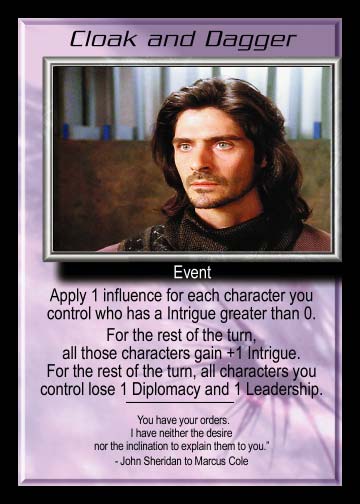 Cloak and Dagger
Event
Apply 1 influence for each character you
control who has a Intrigue greater than 0.
For the rest of the turn,
all those characters gain +1 Intrigue.
For the rest of the turn, all characters you
control lose 1 Diplomacy and 1 Leadership.
You have your orders.
I have neither the desire
nor the inclination to explain them to you."
- John Sheridan to Marcus Cole